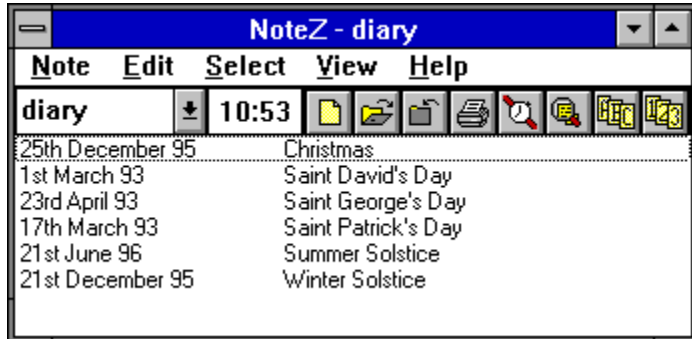 NoteZ - diary
Note Edit Select View Help
diary 10:53 ABC 123
25th December 95 Christmas
1st March 93 Saint David's Day
23rd April 93 Saint George's Day
17th March 93 Saint Patrick's Day
21st June 96 Summer Solstice
21st December 95 Winter Solstice